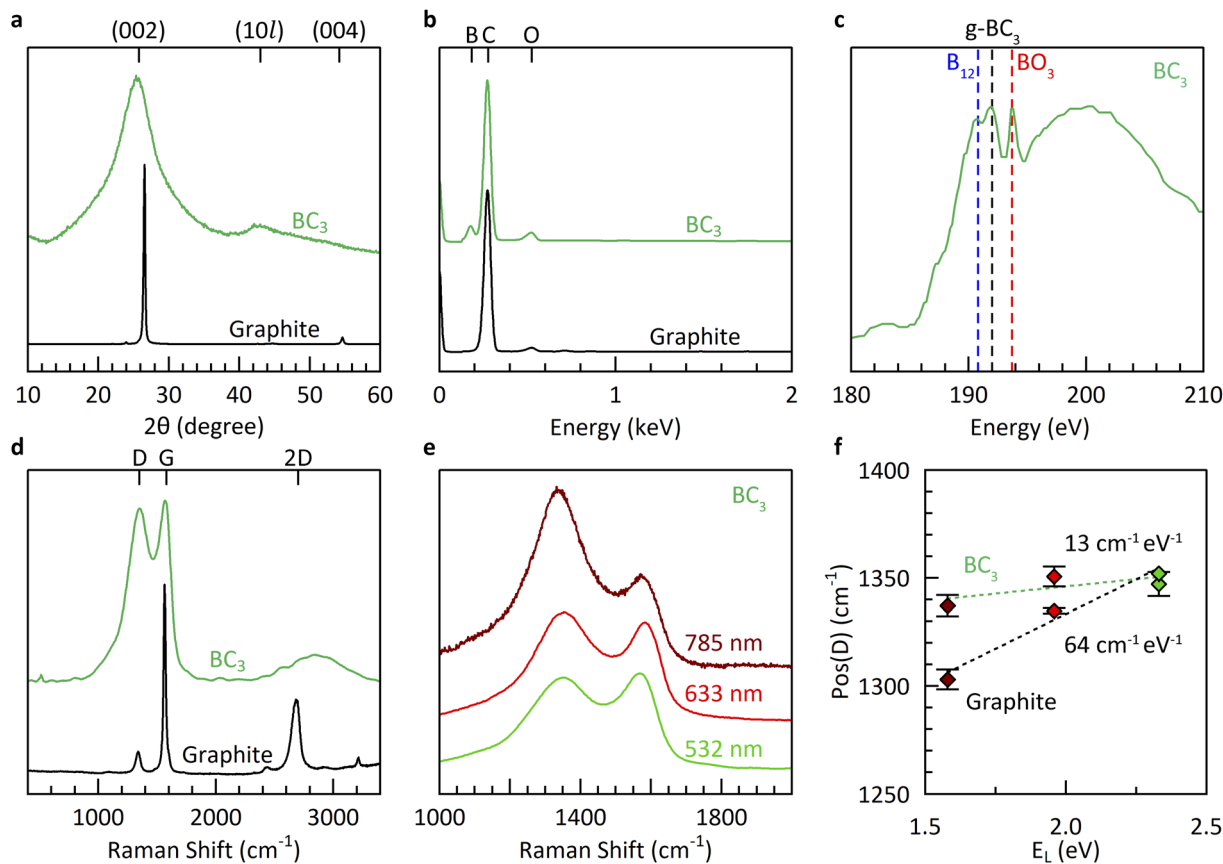 a
(002) (10l) (004)
BC3
Graphite
10 20 30 40 50 60
2θ (degree)
b
B C O
BC3
Graphite
0 1 2
Energy (keV)
c
g-BC3
B12 BO3
BC3
180 190 200 210
Energy (eV)
d
D G 2D
BC3
Graphite
1000 2000 3000
Raman Shift (cm-1)
e
BC3
785 nm
633 nm
532 nm
1000 1400 1800
Raman Shift (cm-1)
f
Pos(D) (cm-1)
1400
1350
1300
1250
13 cm-1 eV-1
BC3
64 cm-1 eV-1
Graphite
1.5 2.0 2.5
EL (eV)